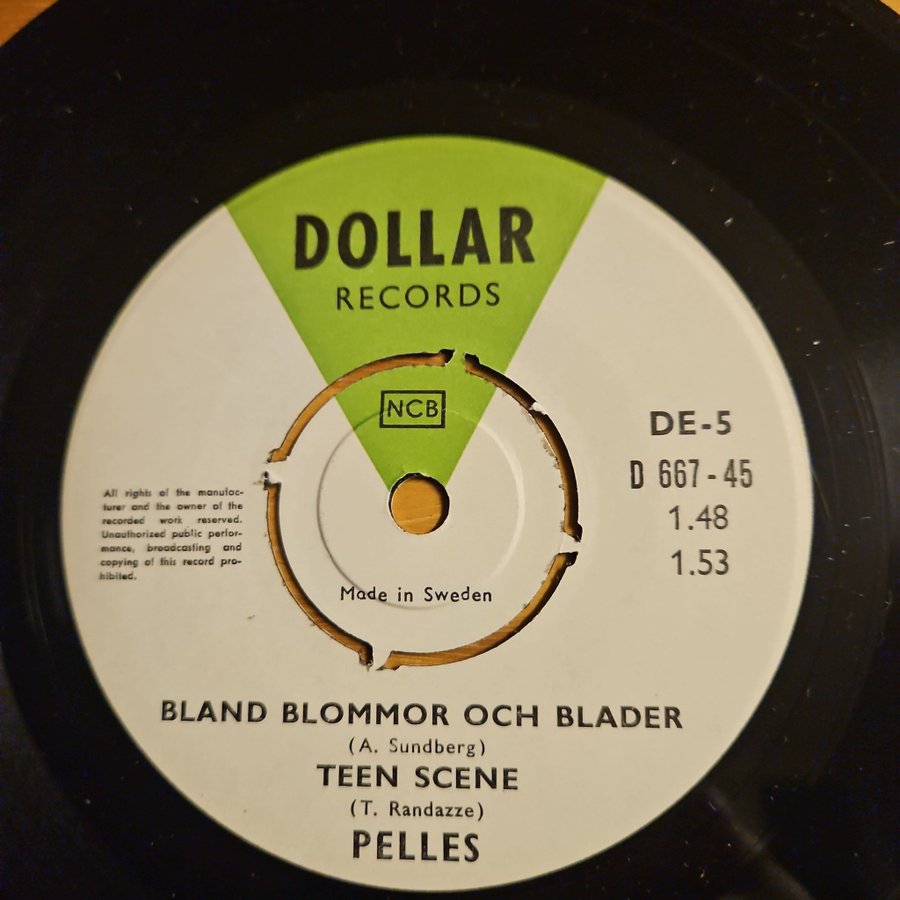 DOLLAR
RECORDS
NCB
DE-5
D 667-45
1.48
1.53
All rights of the manufac-
turer and the owner of the
recorded work reserved.
Unauthorized public perfor-
mance, broadcasting and
copying of this record pro-
hibited.
Made in Sweden
BLAND BLOMMOR OCH BLADER
(A. Sundberg)
TEEN SCENE
(T. Randazze)
PELLES